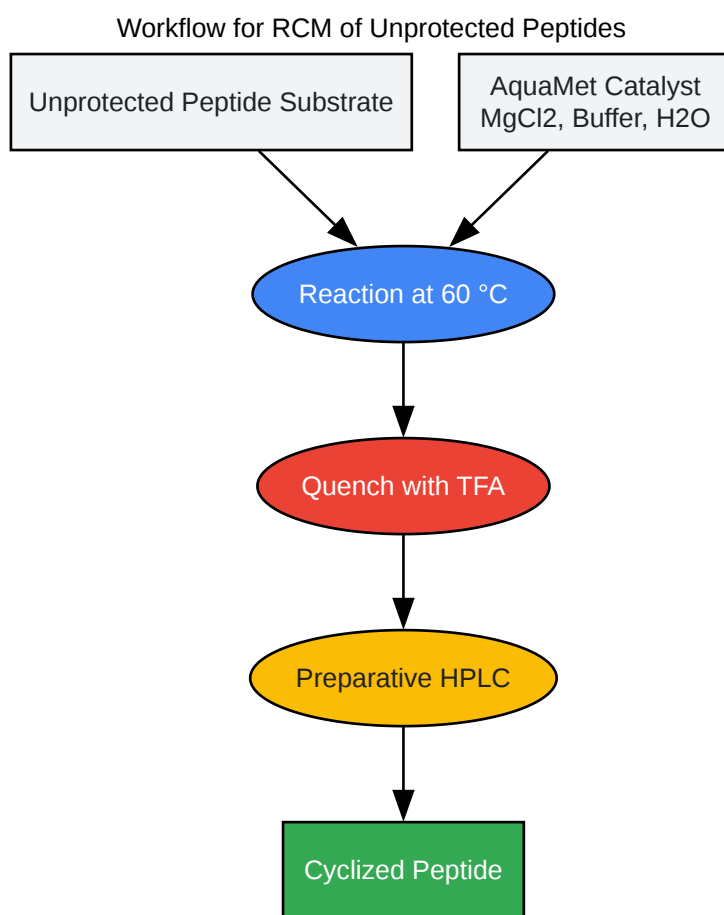 Workflow for RCM of Unprotected Peptides
Unprotected Peptide Substrate
AquaMet Catalyst
MgCl2, Buffer, H2O
Reaction at 60 °C
Quench with TFA
Preparative HPLC
Cyclized Peptide